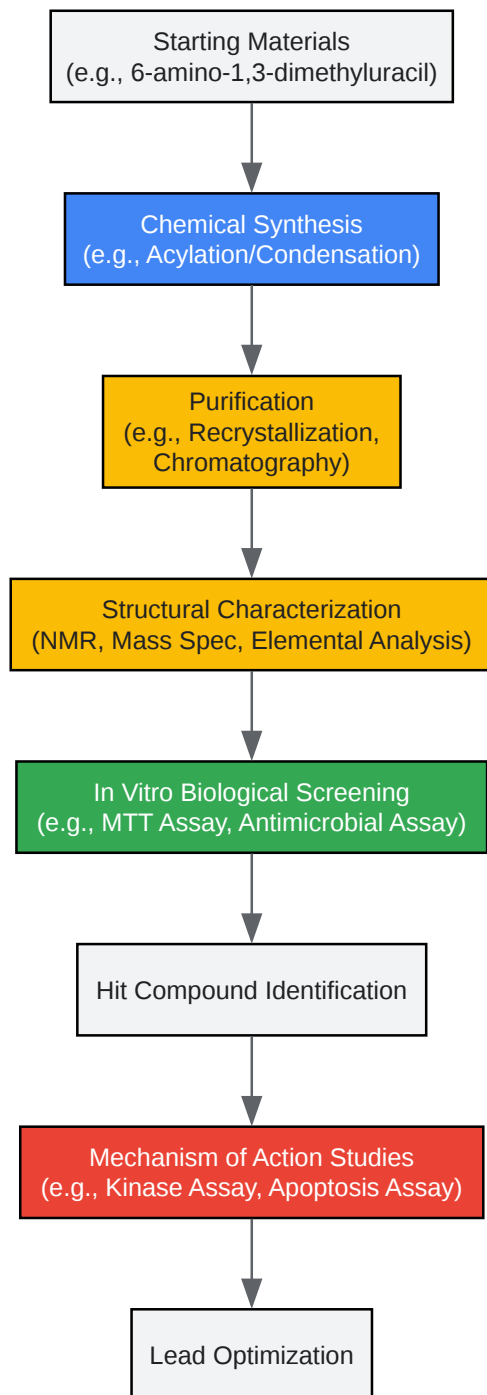 Starting Materials
(e.g., 6-amino-1,3-dimethyluracil)
Chemical Synthesis
(e.g., Acylation/Condensation)
Purification
(e.g., Recrystallization,
Chromatography)
Structural Characterization
(NMR, Mass Spec, Elemental Analysis)
In Vitro Biological Screening
(e.g., MTT Assay, Antimicrobial Assay)
Hit Compound Identification
Mechanism of Action Studies
(e.g., Kinase Assay, Apoptosis Assay)
Lead Optimization